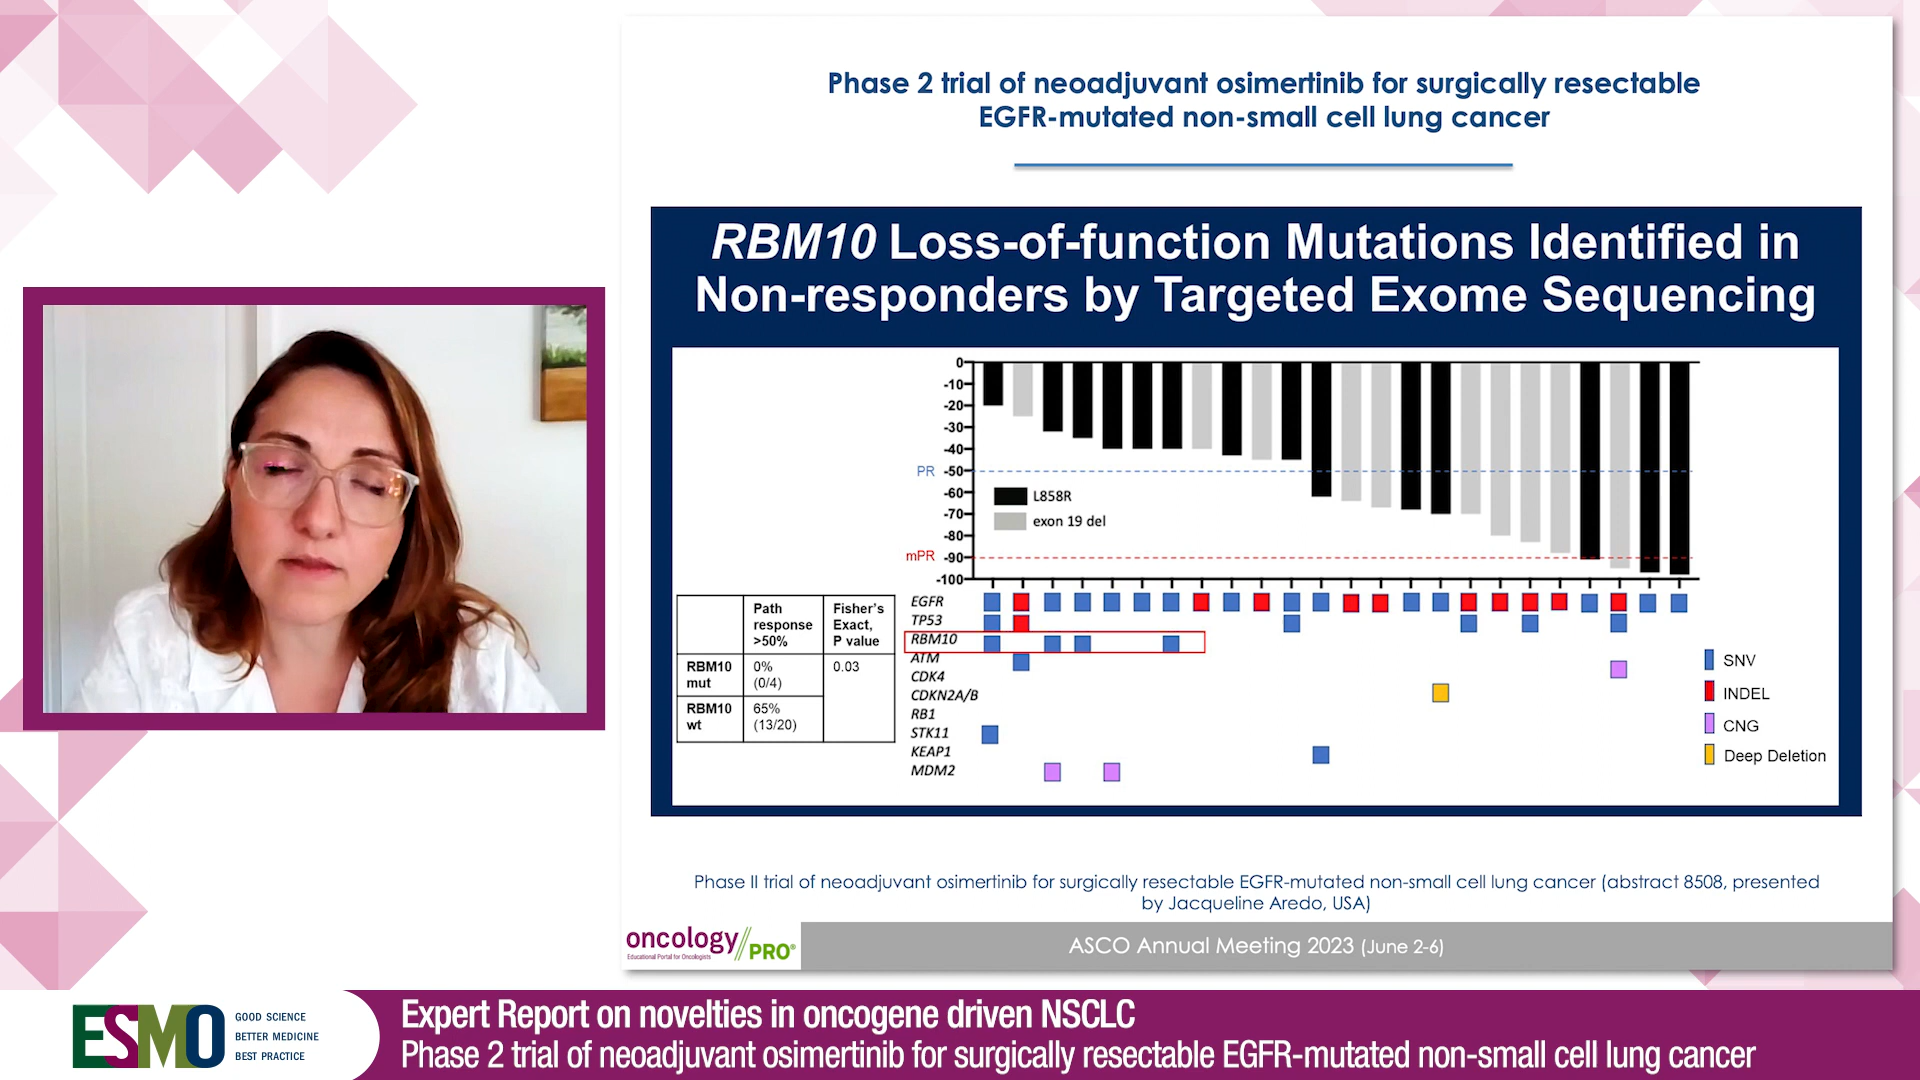 Phase 2 trial of neoadjuvant osimertinib for surgically resectable
EGFR-mutated non-small cell lung cancer
RBM10 Loss-of-function Mutations Identified in
Non-responders by Targeted Exome Sequencing
0
-10
-20
-30
-40
PR -50
-60
-70
-80
mPR -90
-100
L858R
exon 19 del
Path response >50%
Fisher's Exact, P value
RBM10 mut
0% (0/4)
0.03
RBM10 wt
65% (13/20)
EGFR
TP53
RBM10
ATM
CDK4
CDKN2A/B
RB1
STK11
KEAP1
MDM2
SNV
INDEL
CNG
Deep Deletion
Phase II trial of neoadjuvant osimertinib for surgically resectable EGFR-mutated non-small cell lung cancer (abstract 8508, presented
by Jacqueline Aredo, USA)
oncology//PRO®
Educational Portal for Oncologists
ASCO Annual Meeting 2023 (June 2-6)
ESMO
GOOD SCIENCE
BETTER MEDICINE
BEST PRACTICE
Expert Report on novelties in oncogene driven NSCLC
Phase 2 trial of neoadjuvant osimertinib for surgically resectable EGFR-mutated non-small cell lung cancer